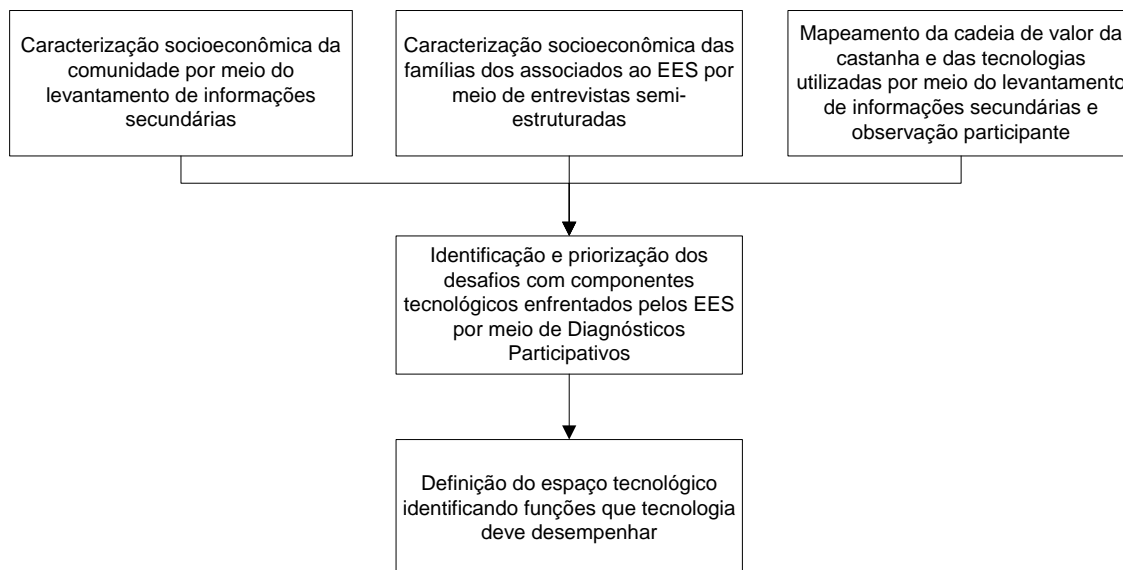 Caracterização socioeconômica da
comunidade por meio do
levantamento de informações
secundárias
Caracterização socioeconômica das
famílias dos associados ao EES por
meio de entrevistas semi-
estruturadas
Mapeamento da cadeia de valor da
castanha e das tecnologias
utilizadas por meio do levantamento
de informações secundárias e
observação participante
Identificação e priorização dos
desafios com componentes
tecnológicos enfrentados pelos EES
por meio de Diagnósticos
Participativos
Definição do espaço tecnológico
identificando funções que tecnologia
deve desempenhar